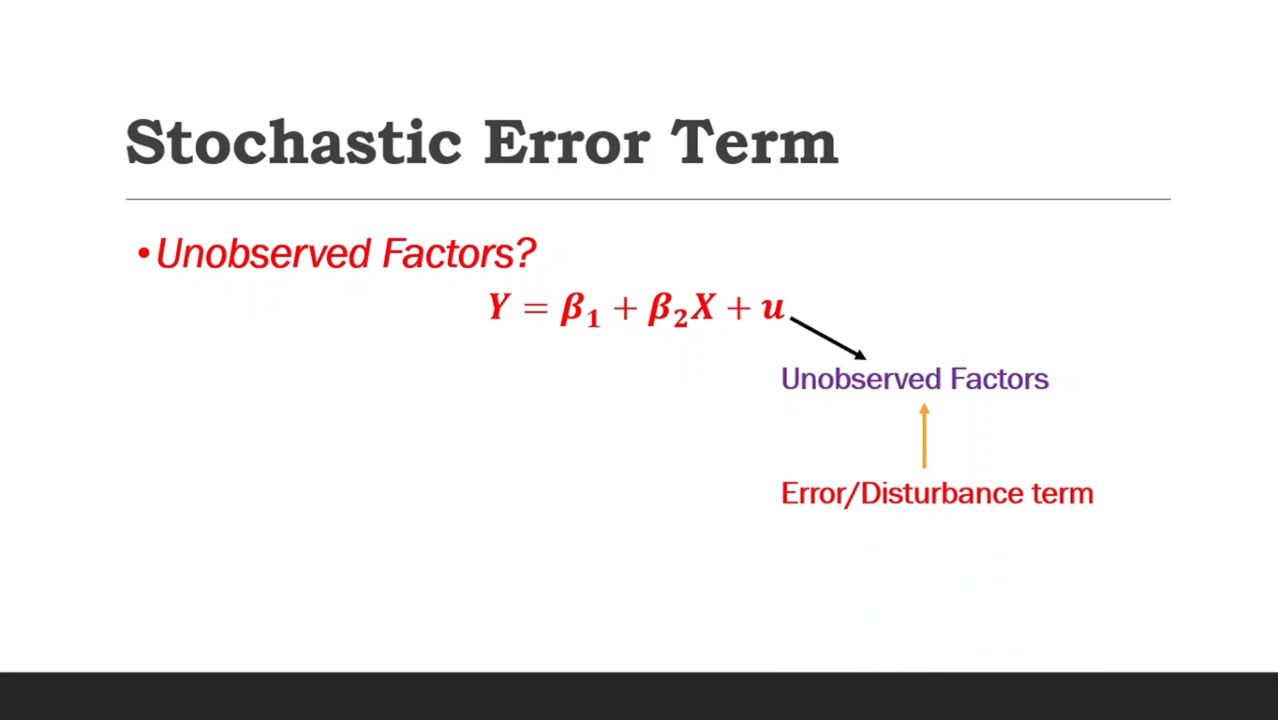 Stochastic Error Term
•Unobserved Factors?
Y = β₁ + β₂X + u
Unobserved Factors
Error/Disturbance term